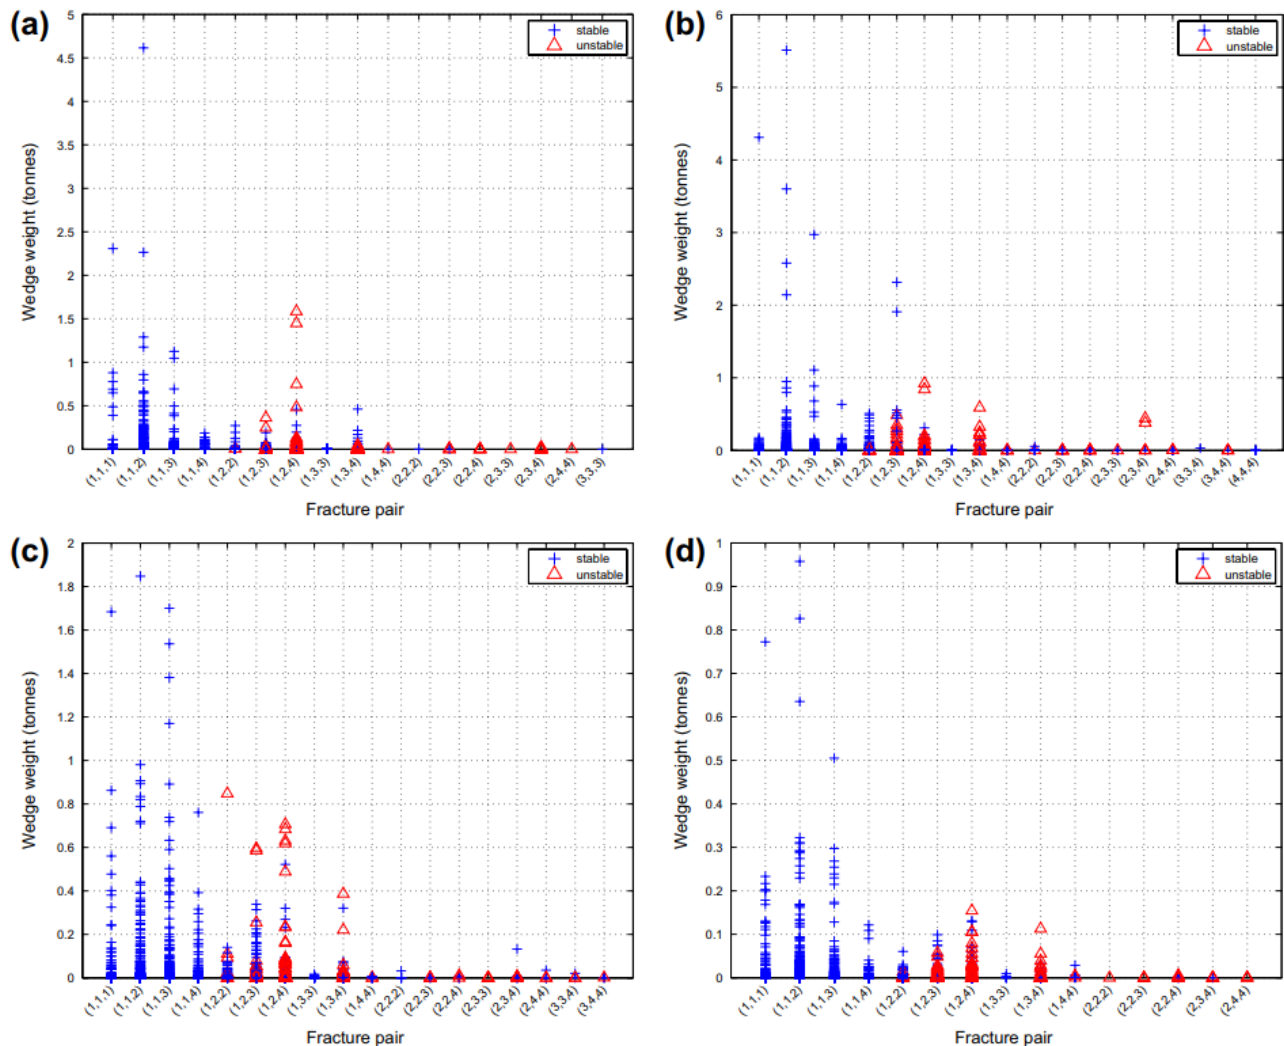 (a)
5
4.5
4
3.5
3
2.5
2
1.5
1
0.5
0
Wedge weight (tonnes)
stable
unstable
(1,1,1) (1,1,2) (1,1,3) (1,1,4) (1,2,2) (1,2,3) (1,2,4) (1,3,3) (1,3,4) (1,4,4) (2,2,2) (2,2,3) (2,2,4) (2,3,3) (2,3,4) (2,4,4) (3,3,3)
Fracture pair
(b)
6
5
4
3
2
1
0
Wedge weight (tonnes)
stable
unstable
(1,1,1) (1,1,2) (1,1,3) (1,1,4) (1,2,2) (1,2,3) (1,2,4) (1,3,3) (1,3,4) (1,4,4) (2,2,2) (2,2,3) (2,2,4) (2,3,3) (2,3,4) (2,4,4) (3,3,4) (3,4,4) (4,4,4)
Fracture pair
(c)
2
1.8
1.6
1.4
1.2
1
0.8
0.6
0.4
0.2
0
Wedge weight (tonnes)
stable
unstable
(1,1,1) (1,1,2) (1,1,3) (1,1,4) (1,2,2) (1,2,3) (1,2,4) (1,3,3) (1,3,4) (1,4,4) (2,2,2) (2,2,3) (2,2,4) (2,3,3) (2,3,4) (2,4,4) (3,3,4) (3,4,4)
Fracture pair
(d)
1
0.9
0.8
0.7
0.6
0.5
0.4
0.3
0.2
0.1
0
Wedge weight (tonnes)
stable
unstable
(1,1,1) (1,1,2) (1,1,3) (1,1,4) (1,2,2) (1,2,3) (1,2,4) (1,3,3) (1,3,4) (1,4,4) (2,2,2) (2,2,3) (2,2,4) (2,3,4) (2,4,4)
Fracture pair